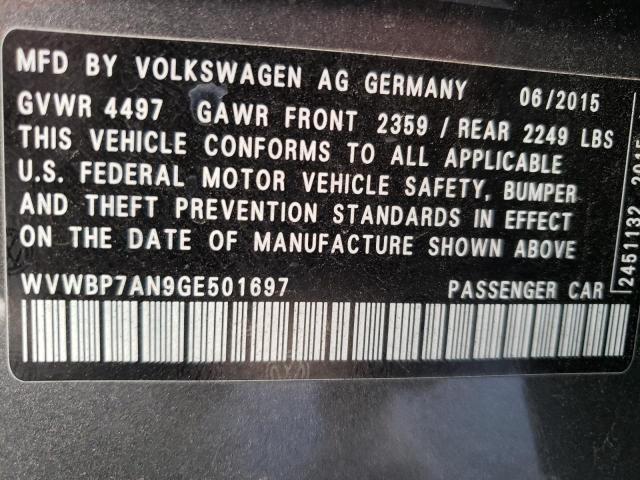 MFD BY VOLKSWAGEN AG GERMANY 06/2015
GVWR 4497 GAWR FRONT 2359 / REAR 2249 LBS
THIS VEHICLE CONFORMS TO ALL APPLICABLE
U.S. FEDERAL MOTOR VEHICLE SAFETY, BUMPER
AND THEFT PREVENTION STANDARDS IN EFFECT
ON THE DATE OF MANUFACTURE SHOWN ABOVE
WVWBP7AN9GE501697 PASSENGER CAR
2451132